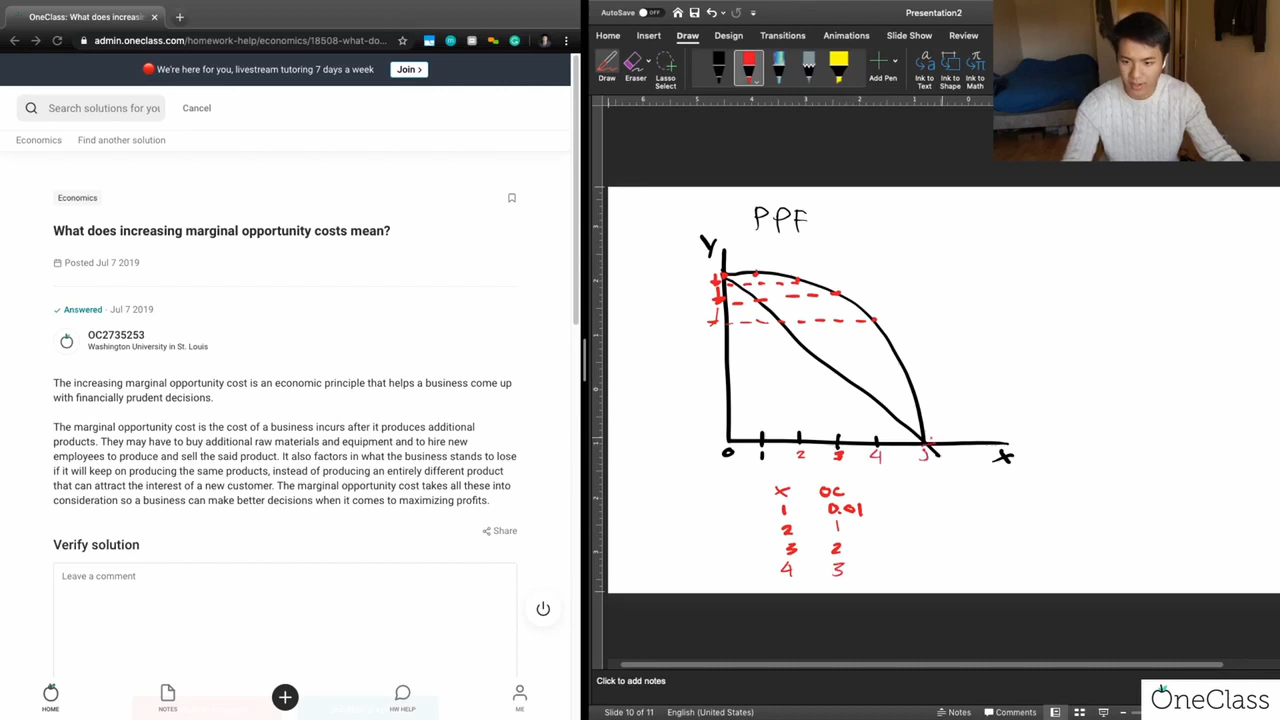 OneClass: What does increasi
admin.oneclass.com/homework-help/economics/18508-what-do...
We're here for you, livestream tutoring 7 days a week
Join ›
Search solutions for you
Cancel
Economics
Find another solution
Economics
What does increasing marginal opportunity costs mean?
Posted Jul 7 2019
Answered · Jul 7 2019
OC2735253
Washington University in St. Louis
The increasing marginal opportunity cost is an economic principle that helps a business come up
with financially prudent decisions.
The marginal opportunity cost is the cost of a business incurs after it produces additional
products. They may have to buy additional raw materials and equipment and to hire new
employees to produce and sell the said product. It also factors in what the business stands to lose
if it will keep on producing the same products, instead of producing an entirely different product
that can attract the interest of a new customer. The marginal opportunity cost takes all these into
consideration so a business can make better decisions when it comes to maximizing profits.
Share
Verify solution
Leave a comment
HOME
NOTES
HW HELP
ME
AutoSave OFF
Presentation2
Home Insert Draw Design Transitions Animations Slide Show Review
Draw
Eraser
Lasso
Select
Add Pen
Ink to
Text
Ink to
Shape
Ink to
Math
6 5 4 3 2 1 0
PPF
Y
0 1 2 3 4 5
X
X OC
1 0.01
2 1
3 2
4 3
Click to add notes
Slide 10 of 11
English (United States)
Notes
Comments
OneClass